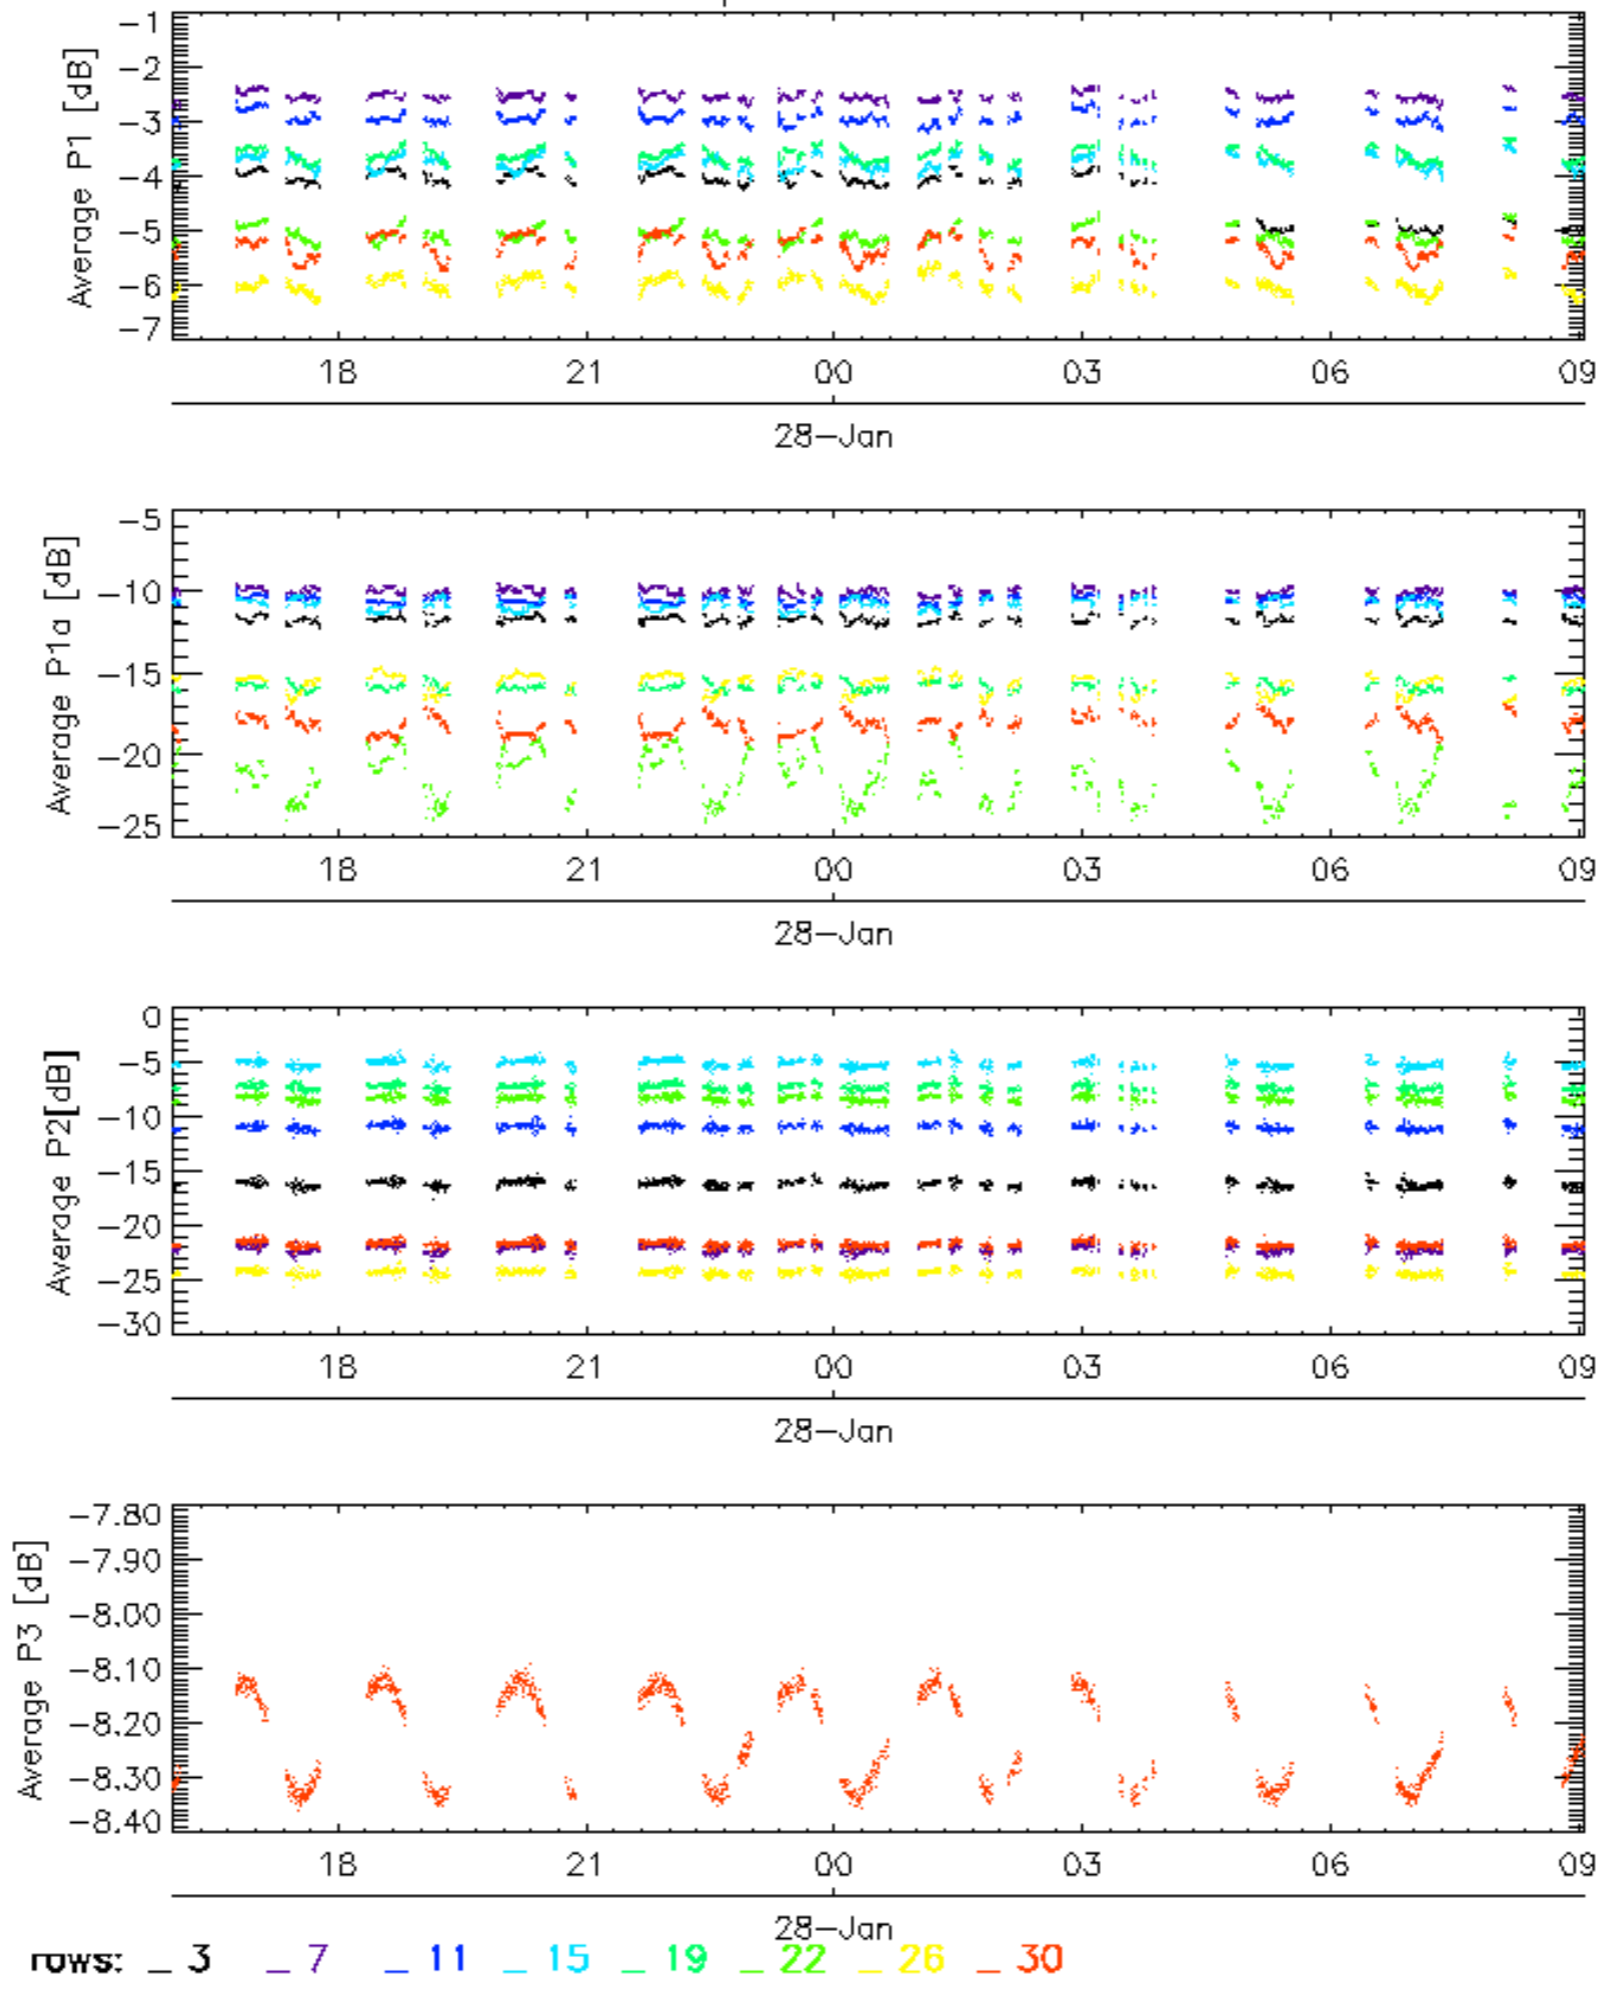 Average P1 [dB]
-1
-2
-3
-4
-5
-6
-7
18 21 00 03 06 09
28-Jan
Average P1a [dB]
-5
-10
-15
-20
-25
18 21 00 03 06 09
28-Jan
Average P2[dB]
0
-5
-10
-15
-20
-25
-30
18 21 00 03 06 09
28-Jan
Average P3 [dB]
-7.80
-7.90
-8.00
-8.10
-8.20
-8.30
-8.40
18 21 00 03 06 09
28-Jan
rows: _ 3 _ 7 _ 11 _ 15 _ 19 _ 22 _ 26 _ 30